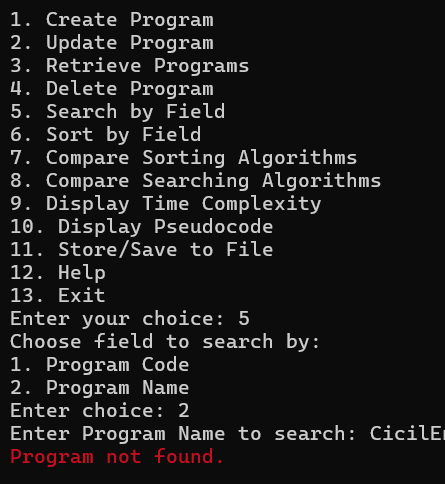 1. Create Program
2. Update Program
3. Retrieve Programs
4. Delete Program
5. Search by Field
6. Sort by Field
7. Compare Sorting Algorithms
8. Compare Searching Algorithms
9. Display Time Complexity
10. Display Pseudocode
11. Store/Save to File
12. Help
13. Exit
Enter your choice: 5
Choose field to search by:
1. Program Code
2. Program Name
Enter choice: 2
Enter Program Name to search:
Program not found.